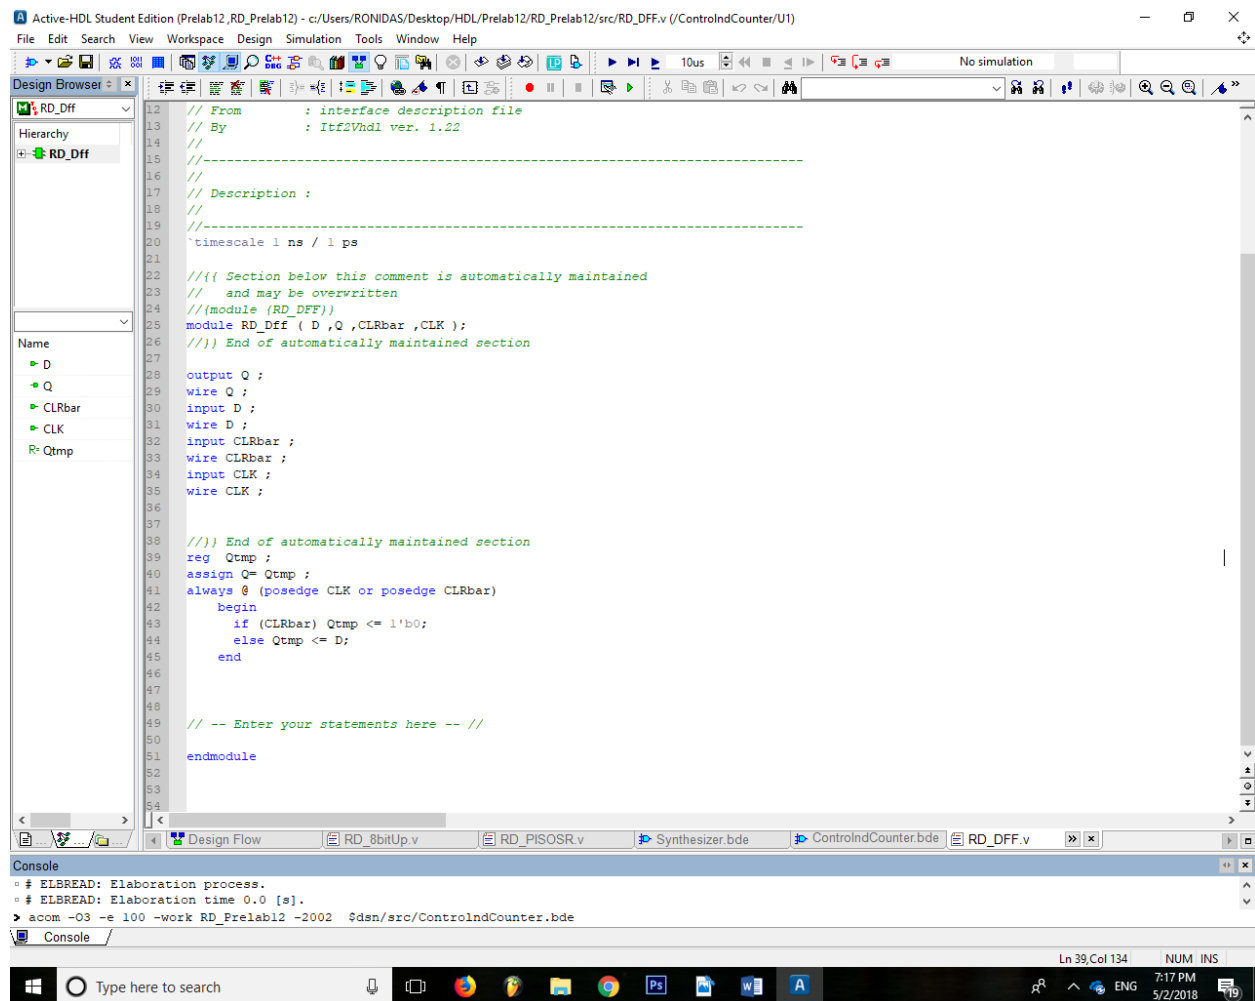 Active-HDL Student Edition (Prelab12 ,RD_Prelab12) - c:/Users/RONIDAS/Desktop/HDL/Prelab12/RD_Prelab12/src/RD_DFF.v (/ControlndCounter/U1)
File Edit Search View Workspace Design Simulation Tools Window Help
10us No simulation
Design Browser
RD_Dff
Hierarchy
RD_Dff
Name
D
Q
CLRbar
CLK
Qtmp
12 // From : interface description file
13 // By : Itf2Vhdl ver. 1.22
14 //
15 //-----------------------------------------------------------------------------
16 //
17 // Description :
18 //
19 //-----------------------------------------------------------------------------
20 `timescale 1 ns / 1 ps
21
22 //{{ Section below this comment is automatically maintained
23 // and may be overwritten
24 //{module {RD_DFF}}
25 module RD_Dff ( D ,Q ,CLRbar ,CLK );
26 //}} End of automatically maintained section
27
28 output Q ;
29 wire Q ;
30 input D ;
31 wire D ;
32 input CLRbar ;
33 wire CLRbar ;
34 input CLK ;
35 wire CLK ;
36
37
38 //}} End of automatically maintained section
39 reg Qtmp ;
40 assign Q= Qtmp ;
41 always @ (posedge CLK or posedge CLRbar)
42 begin
43 if (CLRbar) Qtmp <= 1'b0;
44 else Qtmp <= D;
45 end
46
47
48
49 // -- Enter your statements here -- //
50
51 endmodule
52
53
54
Design Flow RD_8bitUp.v RD_PISOSR.v Synthesizer.bde ControlndCounter.bde RD_DFF.v
Console
# ELBREAD: Elaboration process.
# ELBREAD: Elaboration time 0.0 [s].
> acom -O3 -e 100 -work RD_Prelab12 -2002 $dsn/src/ControlndCounter.bde
Console
Ln 39,Col 134 NUM INS
Type here to search
ENG
7:17 PM
5/2/2018
19